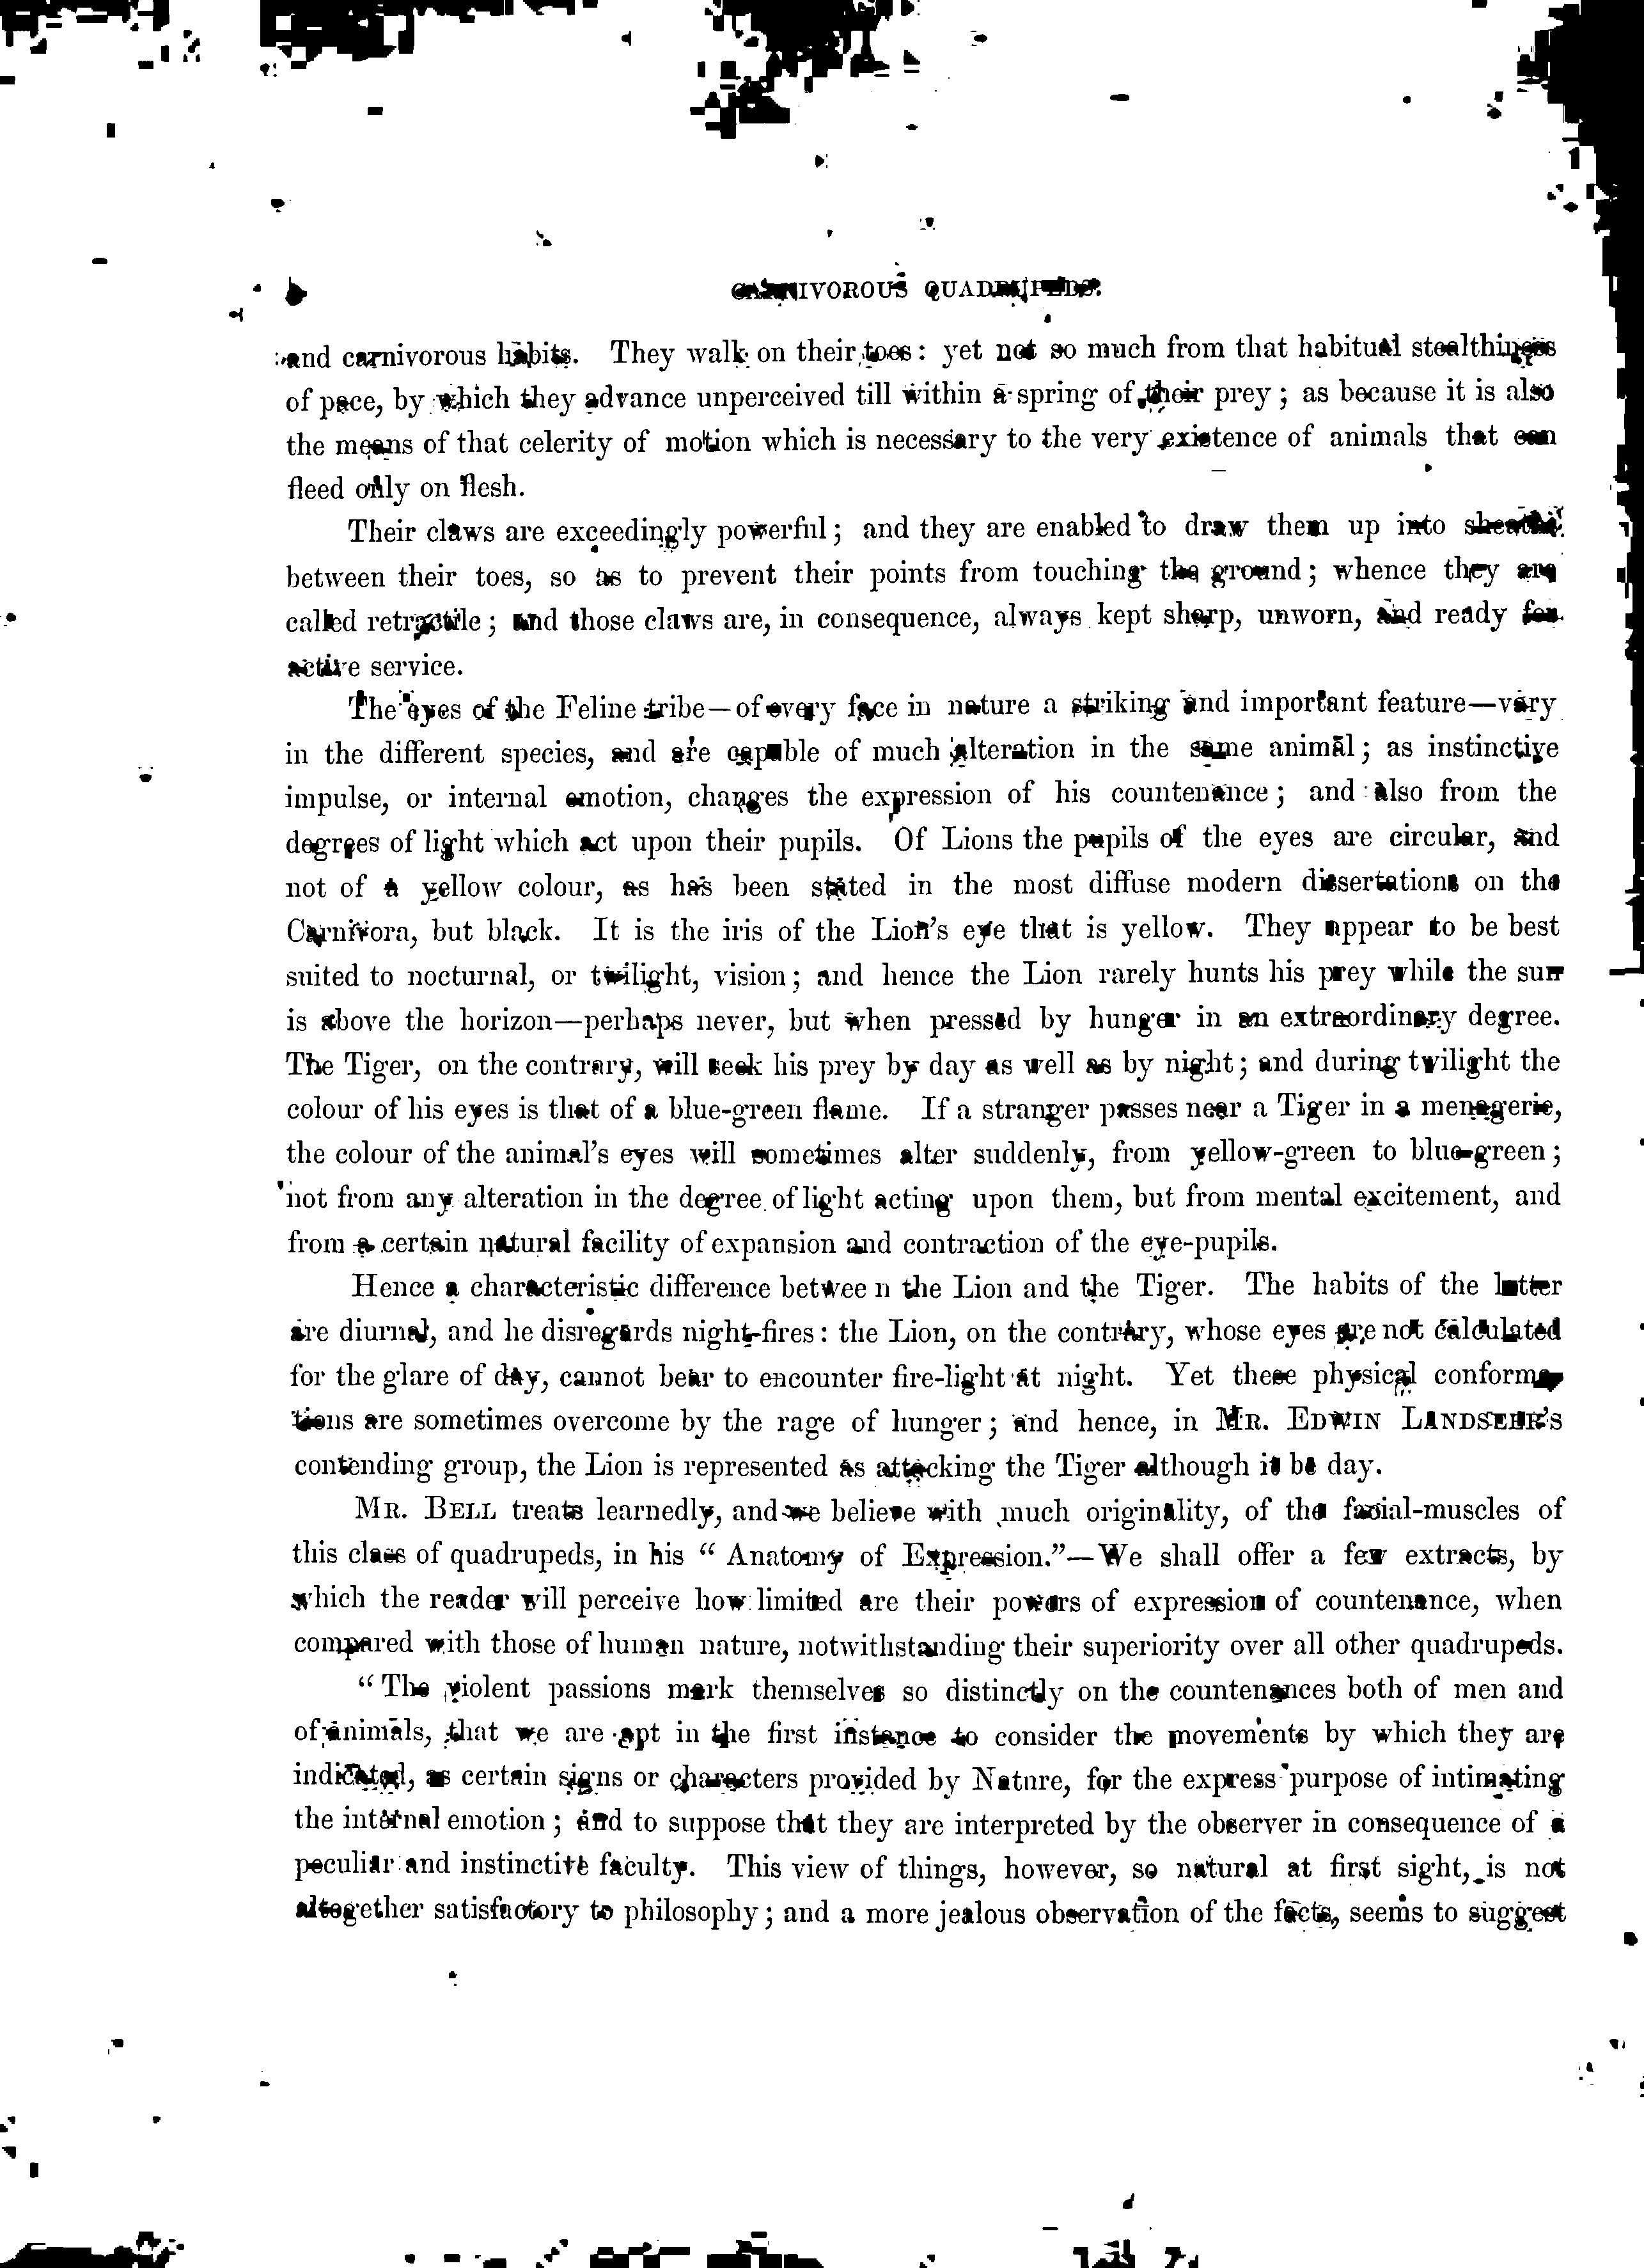 CARNIVOROUS QUADRUPEDS.
and carnivorous habits. They walk on their toes: yet not so much from that habitual stealthiness
of pace, by which they advance unperceived till within a spring of their prey; as because it is also
the means of that celerity of motion which is necessary to the very existence of animals that can
feed only on flesh.
Their claws are exceedingly powerful; and they are enabled to draw them up into sheaths
between their toes, so as to prevent their points from touching the ground; whence they are
called retractile; and those claws are, in consequence, always kept sharp, unworn, and ready for
active service.
The eyes of the Feline tribe—of every face in nature a striking and important feature—vary
in the different species, and are capable of much alteration in the same animal; as instinctive
impulse, or internal emotion, changes the expression of his countenance; and also from the
degrees of light which act upon their pupils. Of Lions the pupils of the eyes are circular, and
not of a yellow colour, as has been stated in the most diffuse modern dissertations on the
Carnivora, but black. It is the iris of the Lion's eye that is yellow. They appear to be best
suited to nocturnal, or twilight, vision; and hence the Lion rarely hunts his prey while the sun
is above the horizon—perhaps never, but when pressed by hunger in an extraordinary degree.
The Tiger, on the contrary, will seek his prey by day as well as by night; and during twilight the
colour of his eyes is that of a blue-green flame. If a stranger passes near a Tiger in a menagerie,
the colour of the animal's eyes will sometimes alter suddenly, from yellow-green to blue-green;
not from any alteration in the degree of light acting upon them, but from mental excitement, and
from a certain natural facility of expansion and contraction of the eye-pupils.
Hence a characteristic difference between the Lion and the Tiger. The habits of the latter
are diurnal, and he disregards night-fires: the Lion, on the contrary, whose eyes are not calculated
for the glare of day, cannot bear to encounter fire-light at night. Yet these physical conforma-
tions are sometimes overcome by the rage of hunger; and hence, in MR. EDWIN LANDSEER'S
contending group, the Lion is represented as attacking the Tiger although it be day.
MR. BELL treats learnedly, and we believe with much originality, of the facial-muscles of
this class of quadrupeds, in his "Anatomy of Expression."—We shall offer a few extracts, by
which the reader will perceive how limited are their powers of expression of countenance, when
compared with those of human nature, notwithstanding their superiority over all other quadrupeds.
"The violent passions mark themselves so distinctly on the countenances both of men and
of animals, that we are apt in the first instance to consider the movements by which they are
indicated, as certain signs or characters provided by Nature, for the express purpose of intimating
the internal emotion; and to suppose that they are interpreted by the observer in consequence of a
peculiar and instinctive faculty. This view of things, however, so natural at first sight, is not
altogether satisfactory to philosophy; and a more jealous observation of the facts, seems to suggest